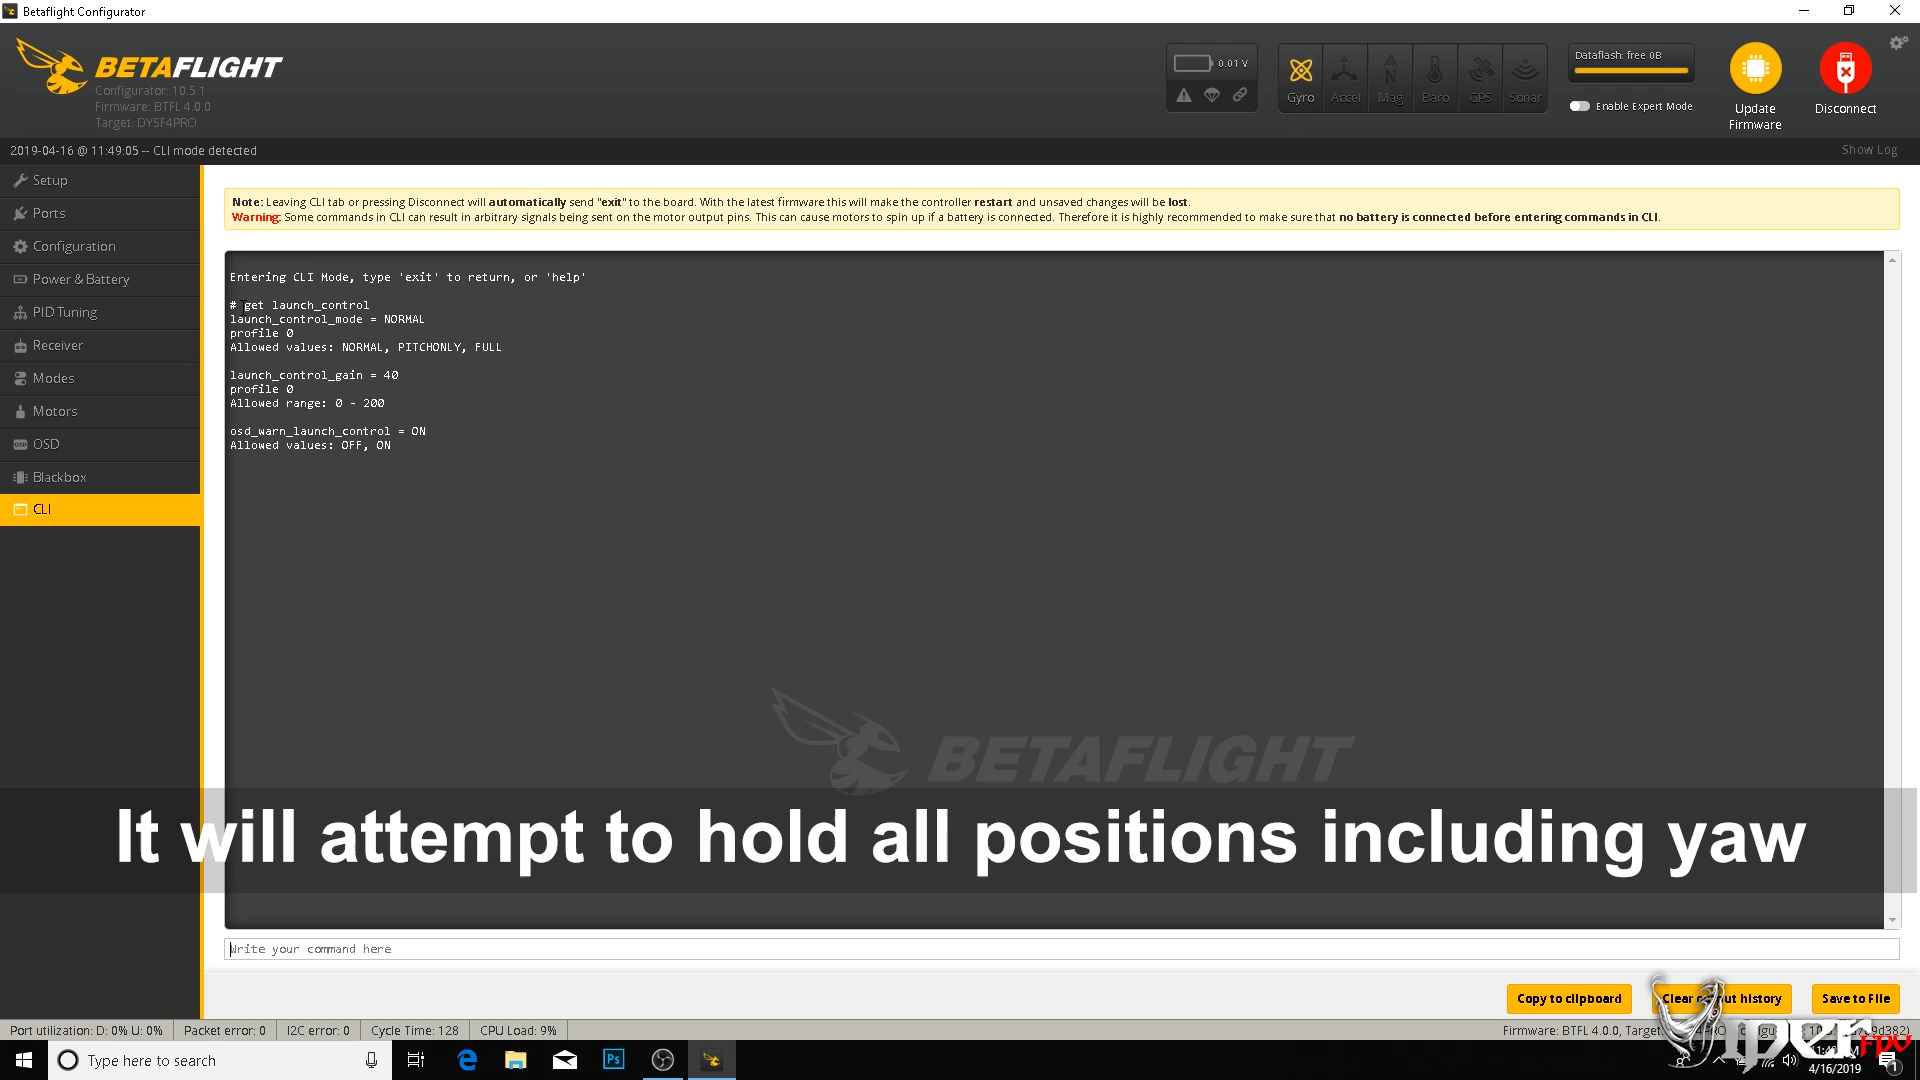 Betaflight Configurator
BETAFLIGHT
Configurator: 10.5.1
Firmware: BTFL 4.0.0
Target: DYSF4PRO
0.01 V
Gyro Accel Mag Baro GPS Sonar
Dataflash: free 0B
Enable Expert Mode
Update Firmware
Disconnect
2019-04-16 @ 11:49:05 -- CLI mode detected
Show Log
Setup
Ports
Configuration
Power & Battery
PID Tuning
Receiver
Modes
Motors
OSD
Blackbox
CLI
Note: Leaving CLI tab or pressing Disconnect will automatically send "exit" to the board. With the latest firmware this will make the controller restart and unsaved changes will be lost.
Warning: Some commands in CLI can result in arbitrary signals being sent on the motor output pins. This can cause motors to spin up if a battery is connected. Therefore it is highly recommended to make sure that no battery is connected before entering commands in CLI.
Entering CLI Mode, type 'exit' to return, or 'help'
# get launch_control
launch_control_mode = NORMAL
profile 0
Allowed values: NORMAL, PITCHONLY, FULL
launch_control_gain = 40
profile 0
Allowed range: 0 - 200
osd_warn_launch_control = ON
Allowed values: OFF, ON
BETAFLIGHT
It will attempt to hold all positions including yaw
Write your command here
Copy to clipboard
Clear output history
Save to File
Port utilization: D: 0% U: 0%
Packet error: 0
I2C error: 0
Cycle Time: 128
CPU Load: 9%
Firmware: BTFL 4.0.0, Target:
Viper FPV
Type here to search
Ps
4/16/2019
1